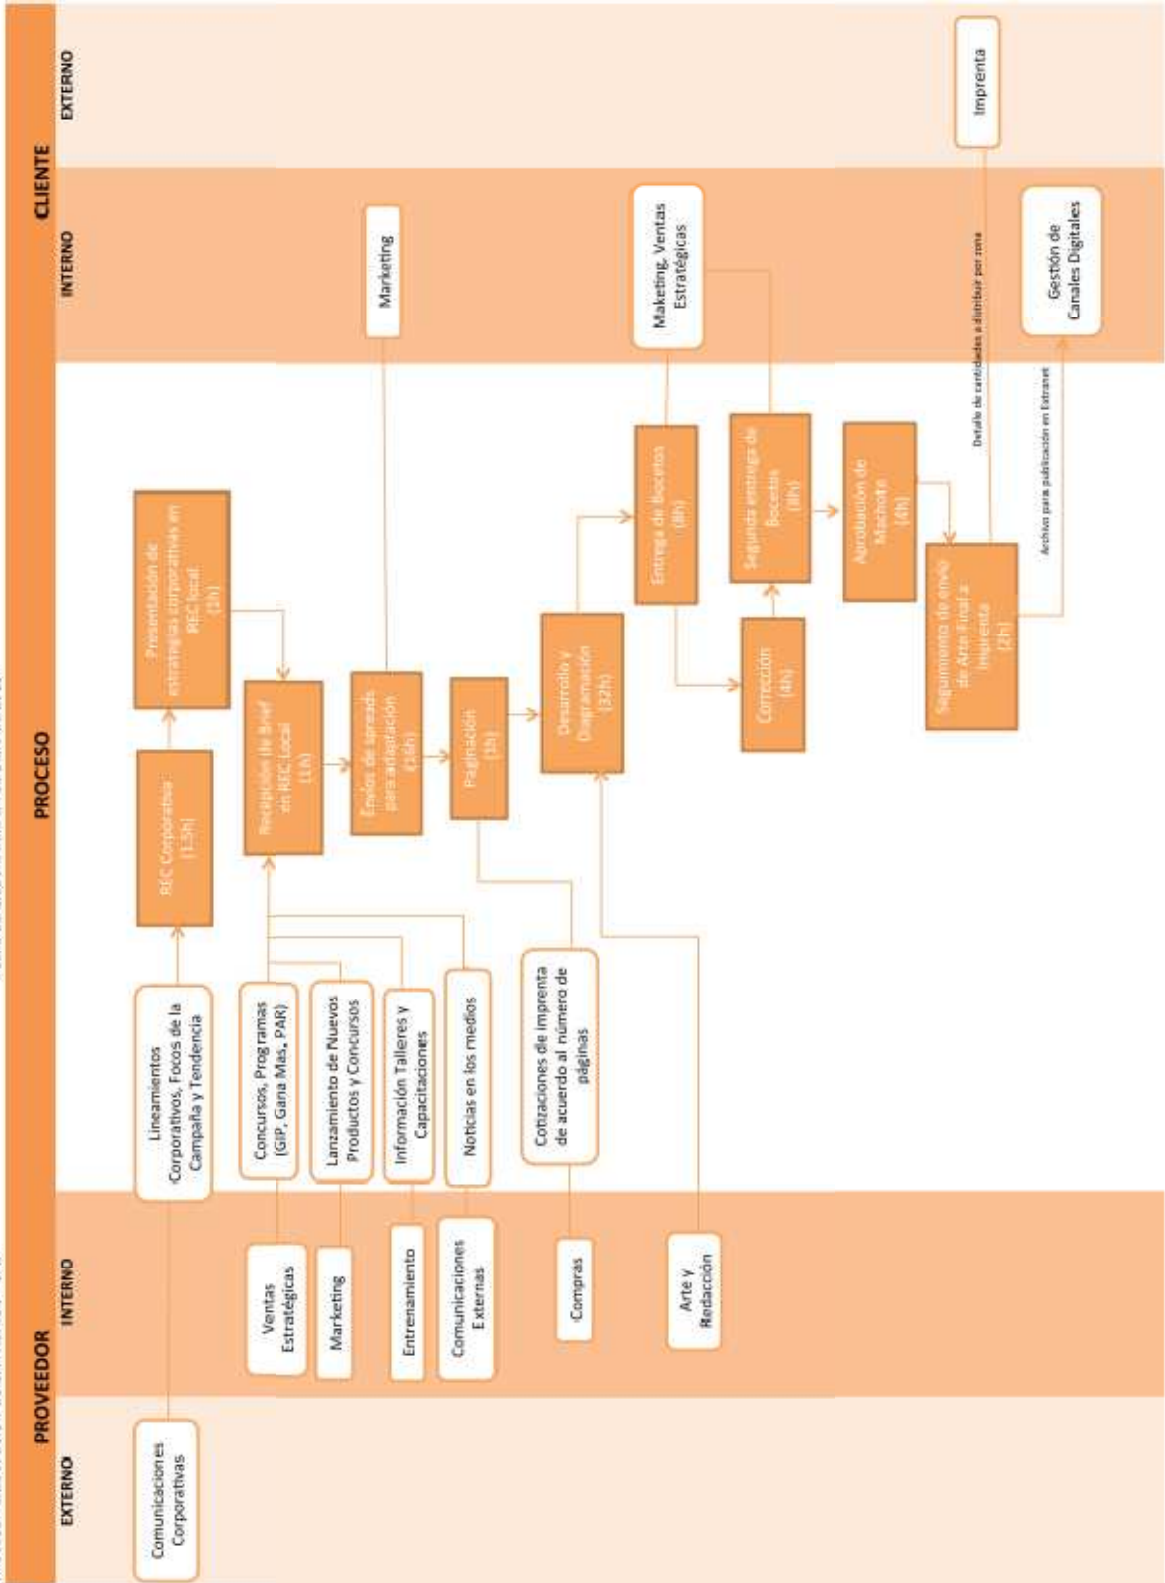 PROVEEDOR
PROCESO
CLIENTE
EXTERNO
INTERNO
INTERNO
EXTERNO
Comunicaciones
Corporativas
Lineamientos
Corporativos, Focos de la
Campaña y Tendencia
REC Corporativa
(1.5h)
Presentación de
estrategias corporativas en
REC local
Ventas
Estratégicas
Concursos, Programas
(GIP, Gana Mas, PAR)
Recepción de Brief
en REC Local
(1h)
Marketing
Lanzamiento de Nuevos
Productos y Concursos
Envíos de spreads
para adaptación
(16h)
Marketing
Entrenamiento
Información Talleres y
Capacitaciones
Comunicaciones
Externas
Noticias en los medios
Paginación
Compras
Cotizaciones de imprenta
de acuerdo al número de
páginas
Desarrollo y
Diagramación
(32h)
Arte y
Redacción
Entrega de Bocetos
(8h)
Maketing, Ventas
Estratégicas
Corrección
(4h)
Segunda entrega de
Bocetos
(8h)
Aprobación de
Machote
(4h)
Seguimiento de envío
de Arte Final a
Imprenta
(2h)
Detalle de cantidades a distribuir por zona
Imprenta
Archivo para publicación en Extranet
Gestión de
Canales Digitales